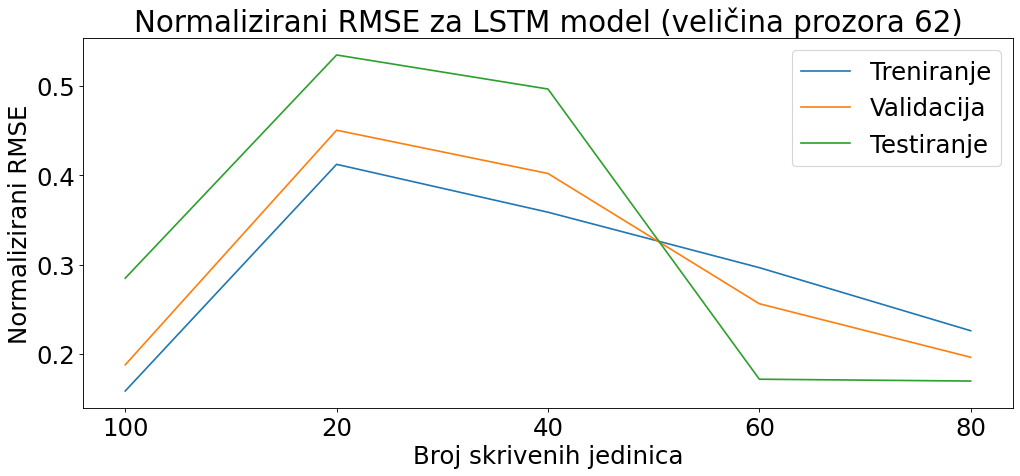 Normalizirani RMSE za LSTM model (veličina prozora 62)
Normalizirani RMSE
0.5
0.4
0.3
0.2
Treniranje
Validacija
Testiranje
100 20 40 60 80
Broj skrivenih jedinica